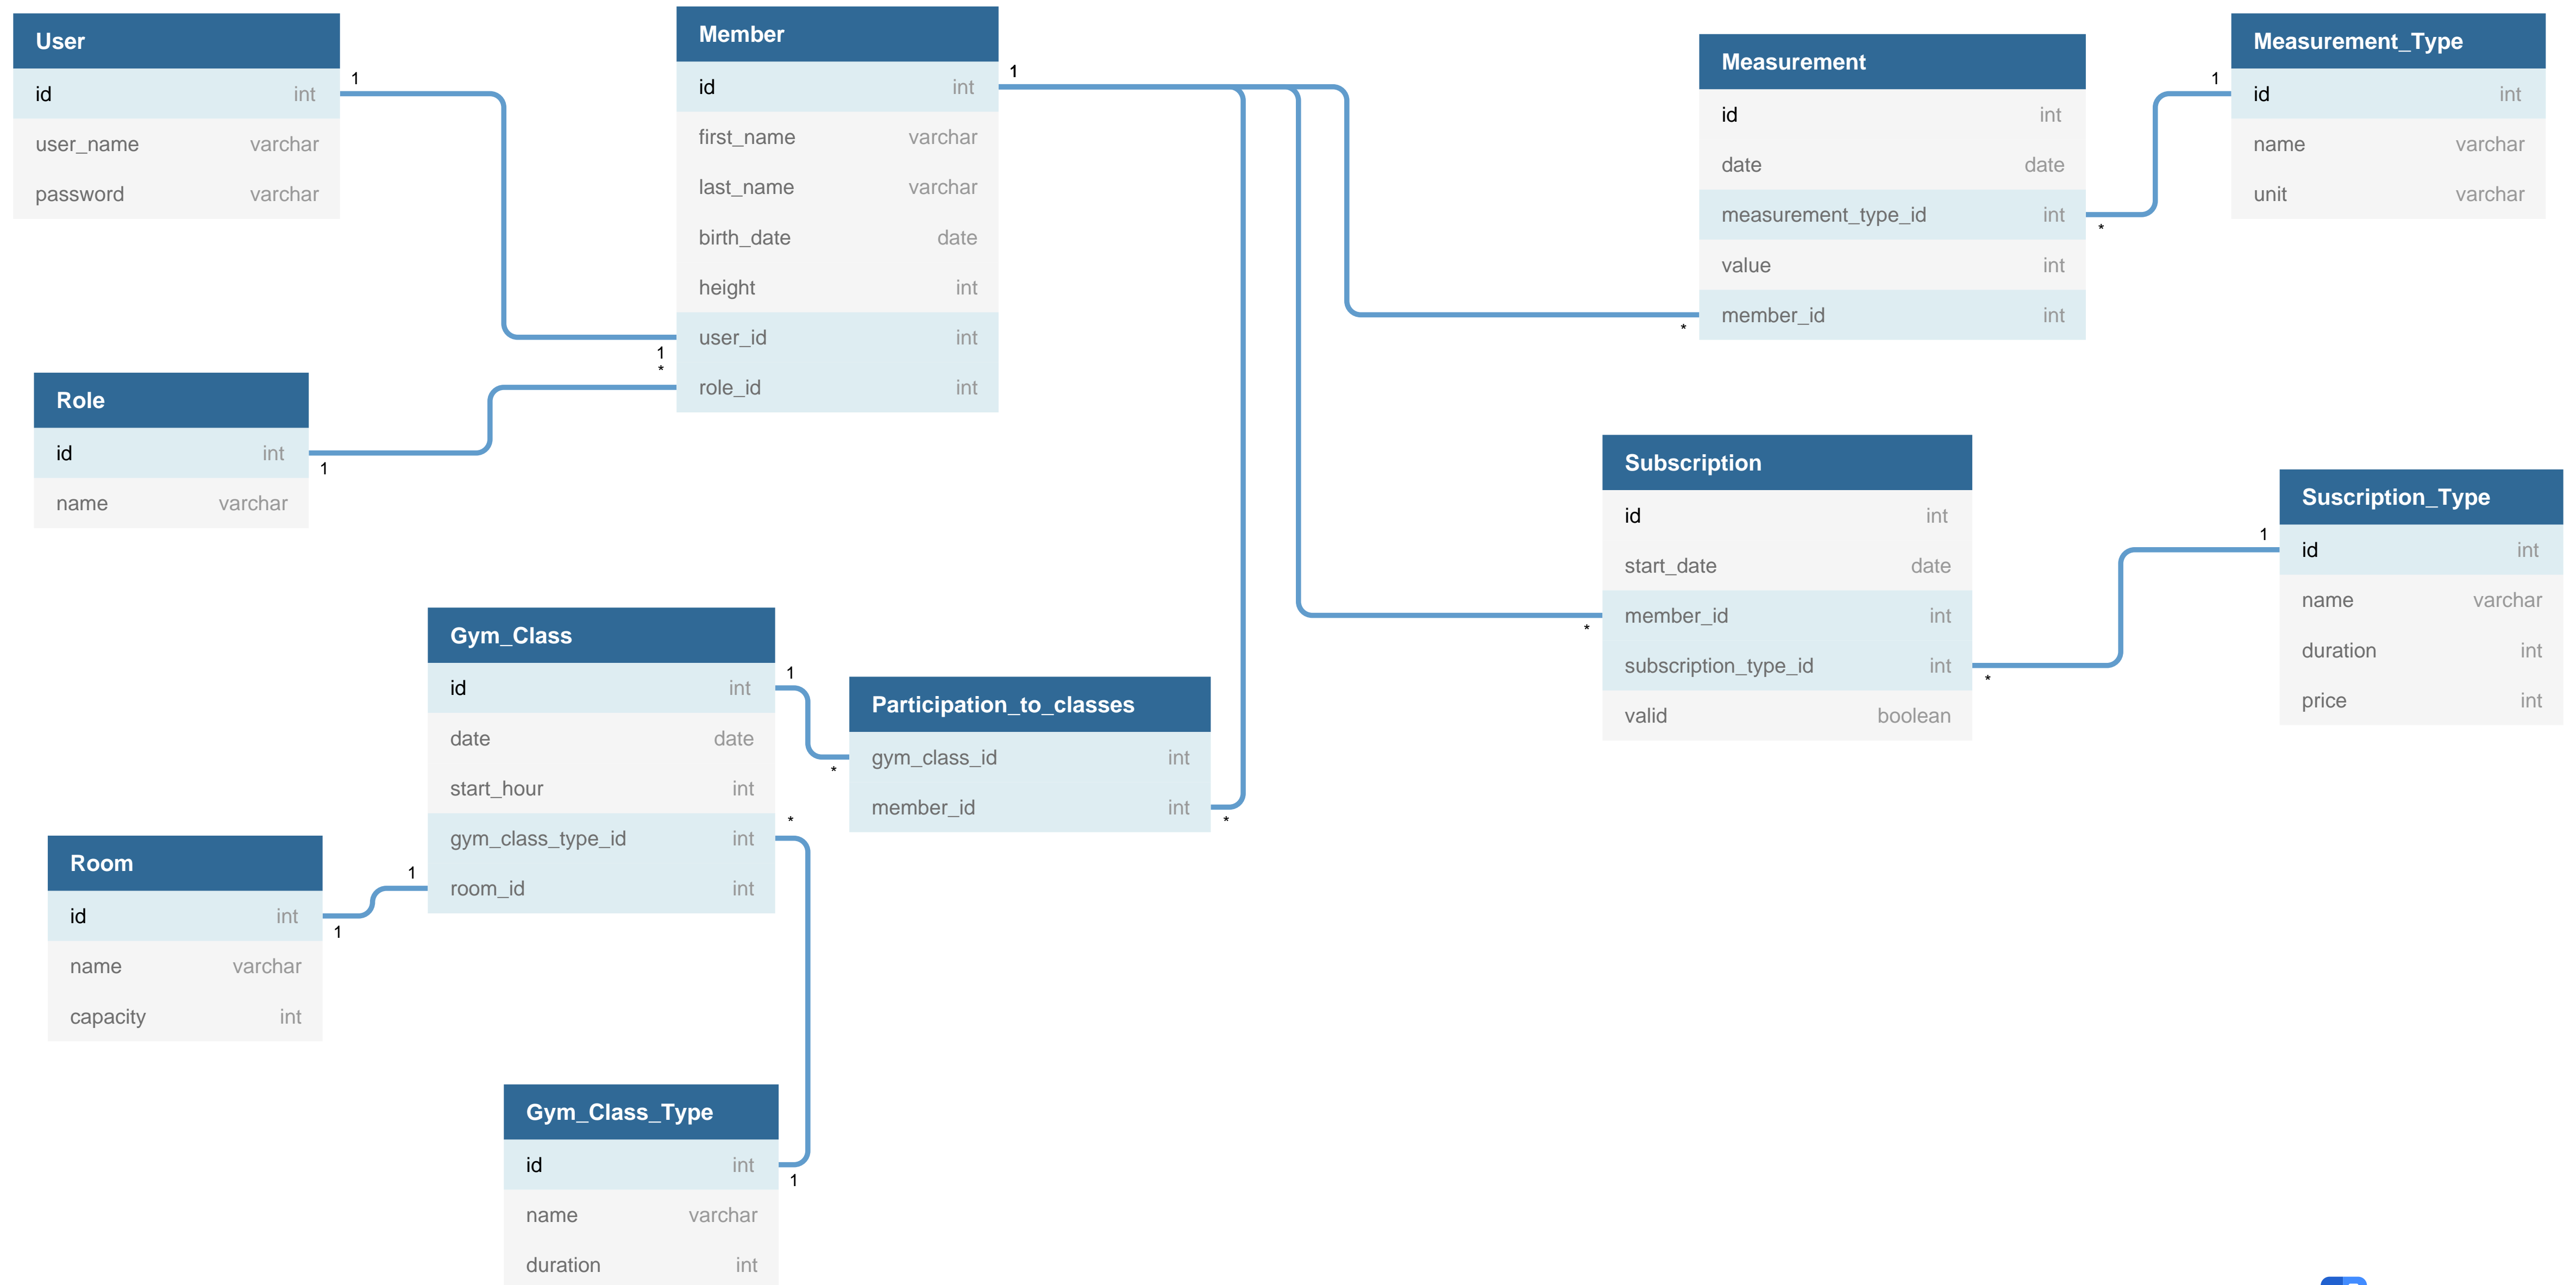 User
id int
user_name varchar
password varchar
1
Member
id int
first_name varchar
last_name varchar
birth_date date
height int
user_id int
role_id int
1
1
*
Role
id int
name varchar
1
Measurement
id int
date date
measurement_type_id int
value int
member_id int
*
*
Measurement_Type
id int
name varchar
unit varchar
1
Subscription
id int
start_date date
member_id int
subscription_type_id int
valid boolean
*
*
Suscription_Type
id int
name varchar
duration int
price int
1
Gym_Class
id int
date date
start_hour int
gym_class_type_id int
room_id int
1
*
1
Participation_to_classes
gym_class_id int
member_id int
*
*
Room
id int
name varchar
capacity int
1
Gym_Class_Type
id int
name varchar
duration int
1